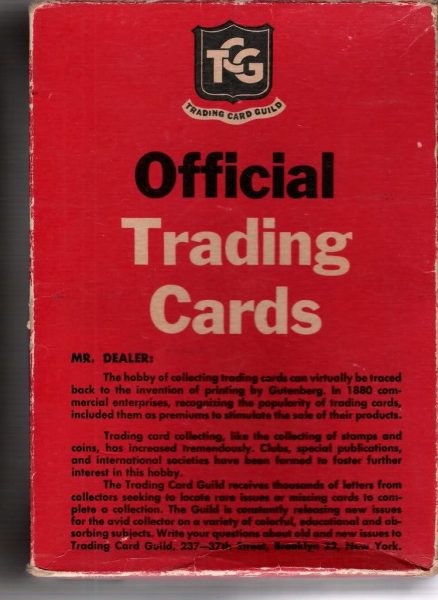 TCG
TRADING CARD GUILD
Official
Trading
Cards
MR. DEALER:
The hobby of collecting trading cards can virtually be traced
back to the invention of printing by Gutenberg. In 1880 com-
mercial enterprises, recognizing the popularity of trading cards,
included them as premiums to stimulate the sale of their products.
Trading card collecting, like the collecting of stamps and
coins, has increased tremendously. Clubs, special publications,
and international societies have been formed to foster further
interest in this hobby.
The Trading Card Guild receives thousands of letters from
collectors seeking to locate rare issues or missing cards to com-
plete a collection. The Guild is constantly releasing new issues
for the avid collector on a variety of colorful, educational and ab-
sorbing subjects. Write your questions about old and new issues to
Trading Card Guild, 237—37th Street, Brooklyn 32, New York.